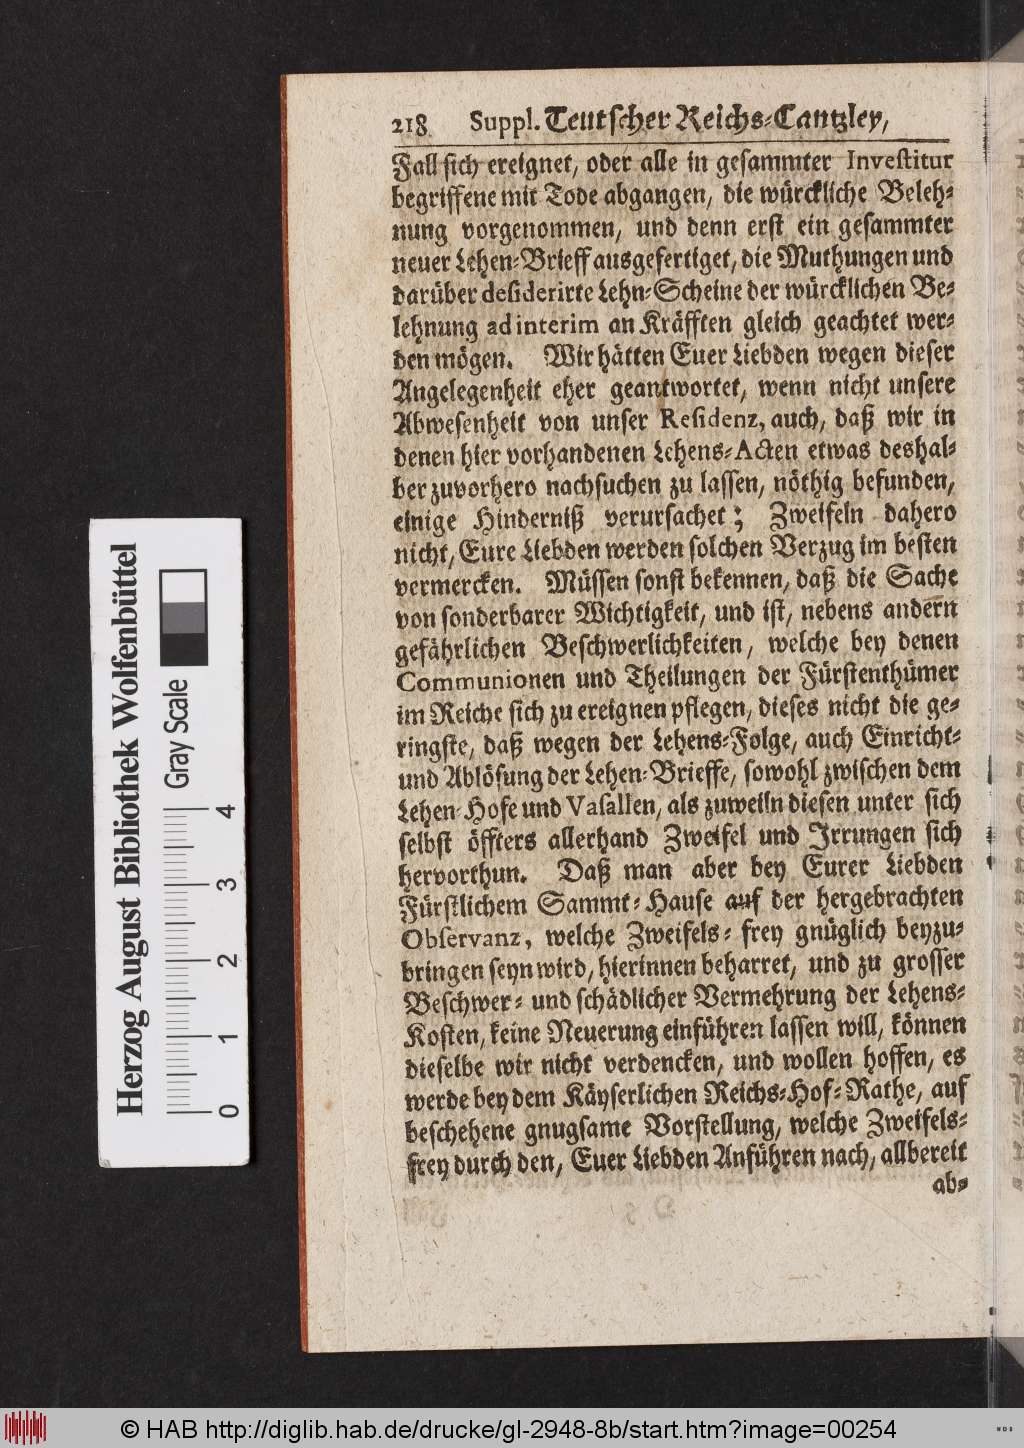 218 Suppl. Teutscher Reichs-Cantzley,
Fall sich ereignet, oder alle in gesammter Investitur
begriffene mit Tode abgangen, die würckliche Beleh-
nung vorgenommen, und denn erst ein gesammter
neuer Lehen-Brieff ausgefertiget, die Muthungen und
darüber desiderirte Lehn-Scheine der würcklichen Be-
lehnung ad interim an Kräfften gleich geachtet wer-
den mögen. Wir hätten Euer Liebden wegen dieser
Angelegenheit eher geantwortet, wenn nicht unsere
Abwesenheit von unser Residenz, auch, daß wir in
denen hier vorhandenen Lehens-Acten etwas deshal-
ber zuvorhero nachsuchen zu lassen, nöthig befunden,
einige Hinderniß verursachet; Zweifeln dahero
nicht, Eure Liebden werden solchen Verzug im besten
vermercken. Müssen sonst bekennen, daß die Sache
von sonderbarer Wichtigkeit, und ist, nebens andern
gefährlichen Beschwerlichkeiten, welche bey denen
Communionen und Theilungen der Fürstenthümer
im Reiche sich zu ereignen pflegen, dieses nicht die ge-
ringste, daß wegen der Lehens-Folge, auch Einricht-
und Ablösung der Lehen-Brieffe, sowohl zwischen dem
Lehen-Hofe und Vasallen, als zuweiln diesen unter sich
selbst öffters allerhand Zweifel und Irrungen sich
hervorthun. Daß man aber bey Eurer Liebden
Fürstlichem Sammt-Hause auf der hergebrachten
Observanz, welche Zweifels-frey gnüglich beyzu-
bringen seyn wird, hierinnen beharret, und zu grosser
Beschwer- und schädlicher Vermehrung der Lehens-
Kosten, keine Neuerung einführen lassen will, können
dieselbe wir nicht verdencken, und wollen hoffen, es
werde bey dem Käyserlichen Reichs-Hof-Rathe, auf
beschehene gnugsame Vorstellung, welche Zweifels-
frey durch den, Euer Liebden Anführen nach, allbereit
ab-
Herzog August Bibliothek Wolfenbüttel
Gray Scale
0 1 2 3 4
© HAB http://diglib.hab.de/drucke/gl-2948-8b/start.htm?image=00254